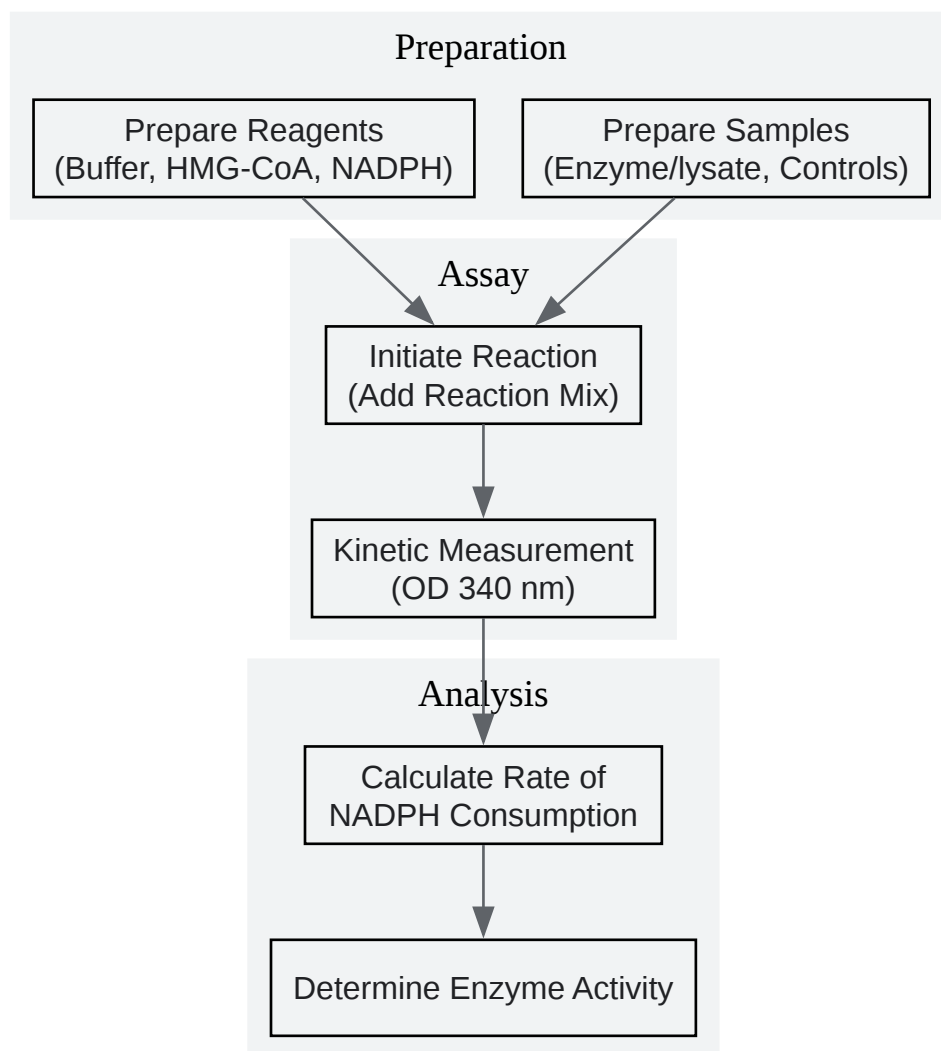 Preparation
Prepare Reagents
(Buffer, HMG-CoA, NADPH)
Prepare Samples
(Enzyme/lysate, Controls)
Assay
Initiate Reaction
(Add Reaction Mix)
Kinetic Measurement
(OD 340 nm)
Analysis
Calculate Rate of
NADPH Consumption
Determine Enzyme Activity